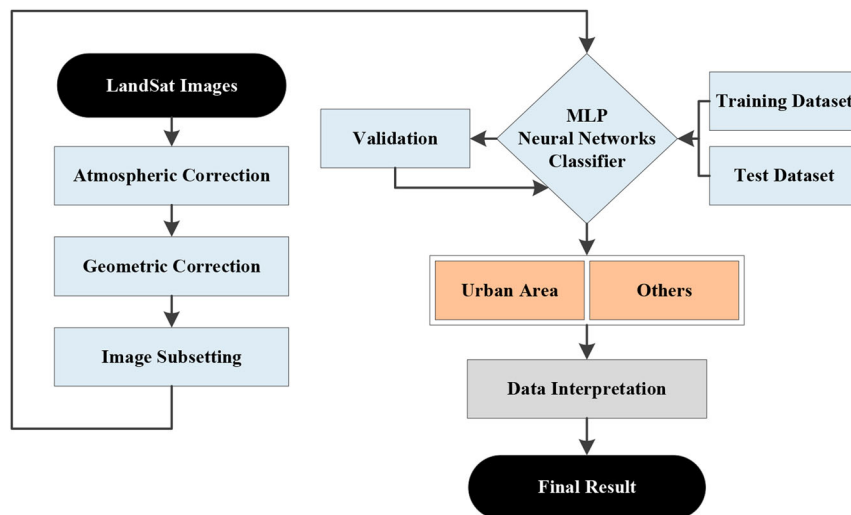 LandSat Images
Atmospheric Correction
Geometric Correction
Image Subsetting
MLP
Neural Networks
Classifier
Validation
Training Dataset
Test Dataset
Urban Area
Others
Data Interpretation
Final Result